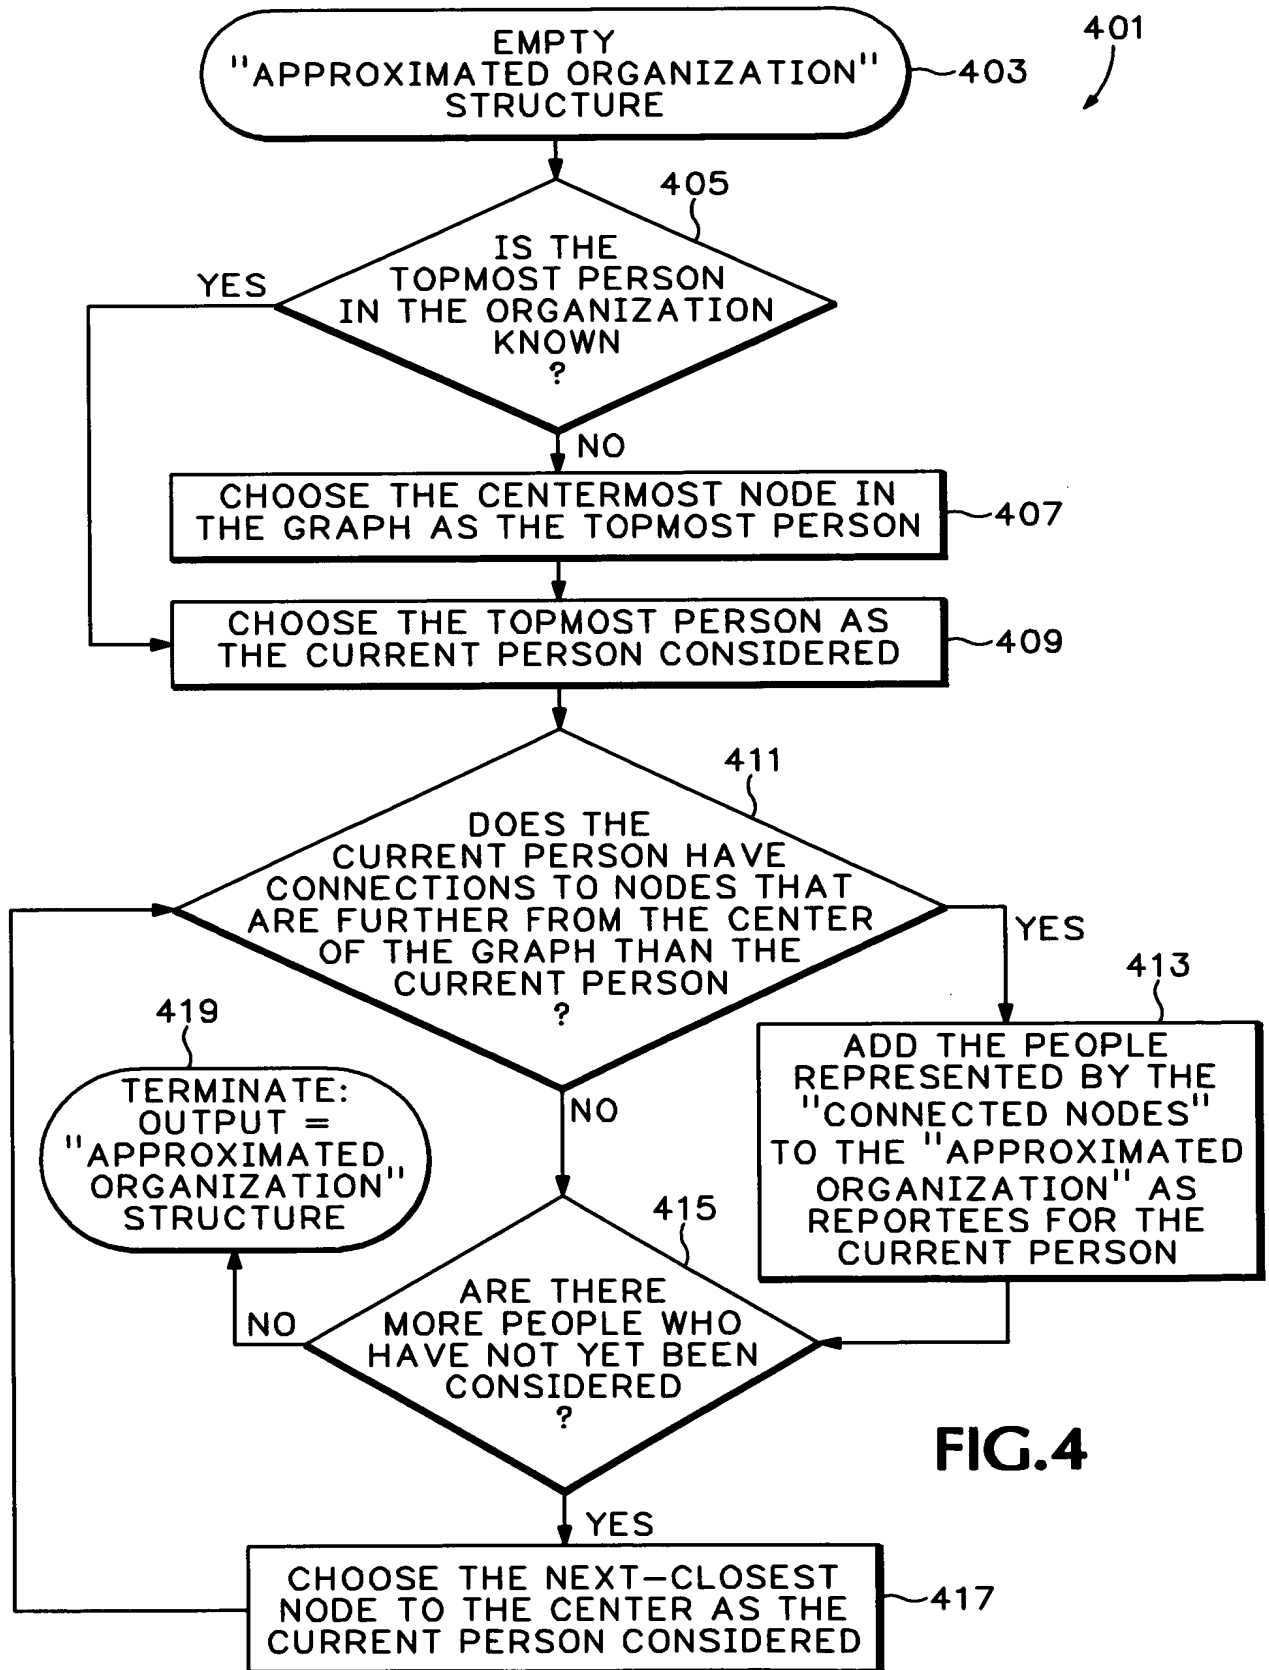 401
EMPTY
"APPROXIMATED ORGANIZATION"
STRUCTURE
403
405
IS THE
TOPMOST PERSON
IN THE ORGANIZATION
KNOWN
?
YES
NO
CHOOSE THE CENTERMOST NODE IN
THE GRAPH AS THE TOPMOST PERSON
407
CHOOSE THE TOPMOST PERSON AS
THE CURRENT PERSON CONSIDERED
409
411
DOES THE
CURRENT PERSON HAVE
CONNECTIONS TO NODES THAT
ARE FURTHER FROM THE CENTER
OF THE GRAPH THAN THE
CURRENT PERSON
?
YES
NO
413
ADD THE PEOPLE
REPRESENTED BY THE
"CONNECTED NODES"
TO THE "APPROXIMATED
ORGANIZATION" AS
REPORTEES FOR THE
CURRENT PERSON
419
TERMINATE:
OUTPUT =
"APPROXIMATED
ORGANIZATION"
STRUCTURE
415
ARE THERE
MORE PEOPLE WHO
HAVE NOT YET BEEN
CONSIDERED
?
NO
YES
CHOOSE THE NEXT-CLOSEST
NODE TO THE CENTER AS THE
CURRENT PERSON CONSIDERED
417
FIG.4